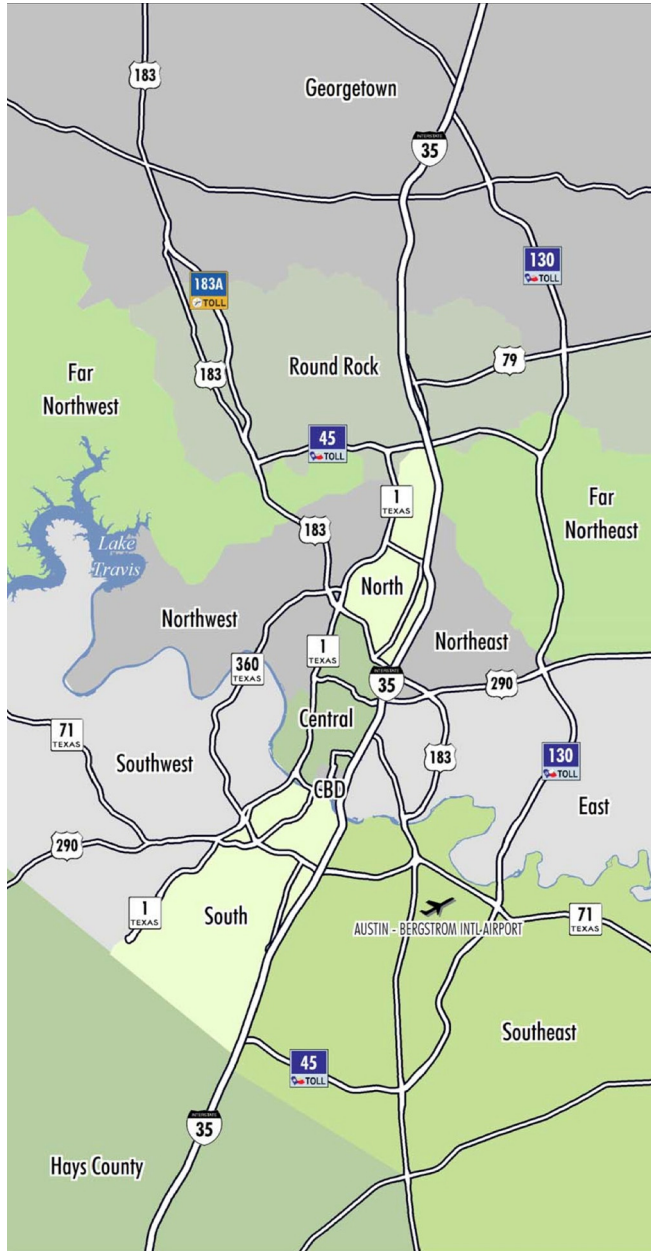 183
Georgetown
INTERSTATE
35
130
TOLL
183A
TOLL
79
183
Round Rock
Far
Northwest
45
TOLL
1
TEXAS
Far
Northeast
183
Lake
Travis
North
Northwest
1
TEXAS
Northeast
360
TEXAS
INTERSTATE
35
290
Central
71
TEXAS
183
130
TOLL
Southwest
CBD
East
290
1
TEXAS
South
71
TEXAS
AUSTIN - BERGSTROM INTL AIRPORT
Southeast
45
TOLL
INTERSTATE
35
Hays County